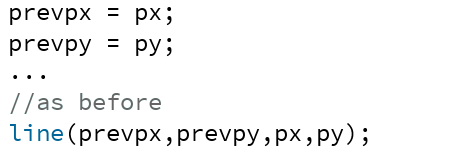 prevpx = px;
prevpy = py;
...
//as before
line(prevpx,prevpy,px,py);